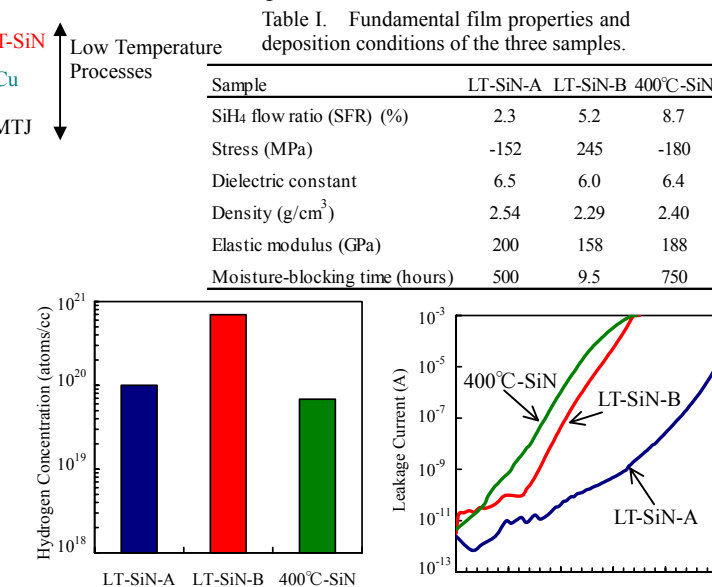 Table I. Fundamental film properties and
deposition conditions of the three samples.
T-SiN
Cu
MTJ
Low Temperature
Processes
Sample LT-SiN-A LT-SiN-B 400℃-SiN
SiH4 flow ratio (SFR) (%) 2.3 5.2 8.7
Stress (MPa) -152 245 -180
Dielectric constant 6.5 6.0 6.4
Density (g/cm3) 2.54 2.29 2.40
Elastic modulus (GPa) 200 158 188
Moisture-blocking time (hours) 500 9.5 750
Hydrogen Concentration (atoms/cc)
10^21
10^20
10^19
10^18
LT-SiN-A LT-SiN-B 400℃-SiN
Leakage Current (A)
10^-3
10^-5
10^-7
10^-9
10^-11
10^-13
400℃-SiN
LT-SiN-B
LT-SiN-A